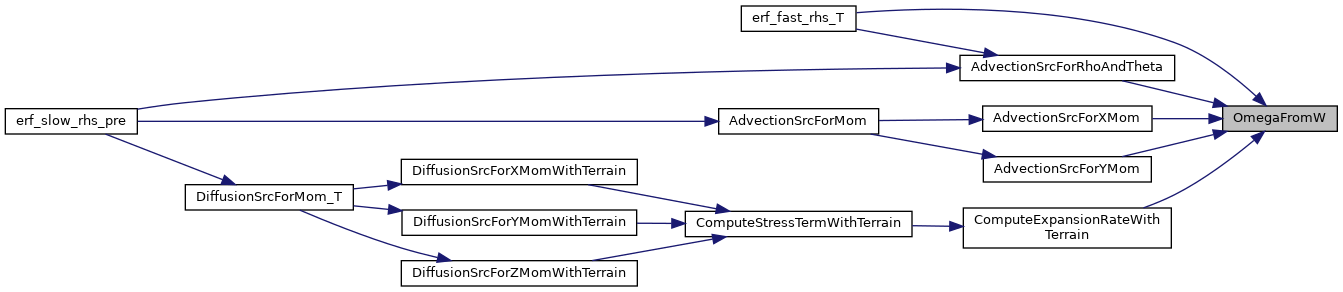 erf_fast_rhs_T
AdvectionSrcForRhoAndTheta
erf_slow_rhs_pre
AdvectionSrcForMom
AdvectionSrcForXMom
OmegaFromW
AdvectionSrcForYMom
DiffusionSrcForXMomWithTerrain
DiffusionSrcForMom_T
DiffusionSrcForYMomWithTerrain
ComputeStressTermWithTerrain
ComputeExpansionRateWith
Terrain
DiffusionSrcForZMomWithTerrain